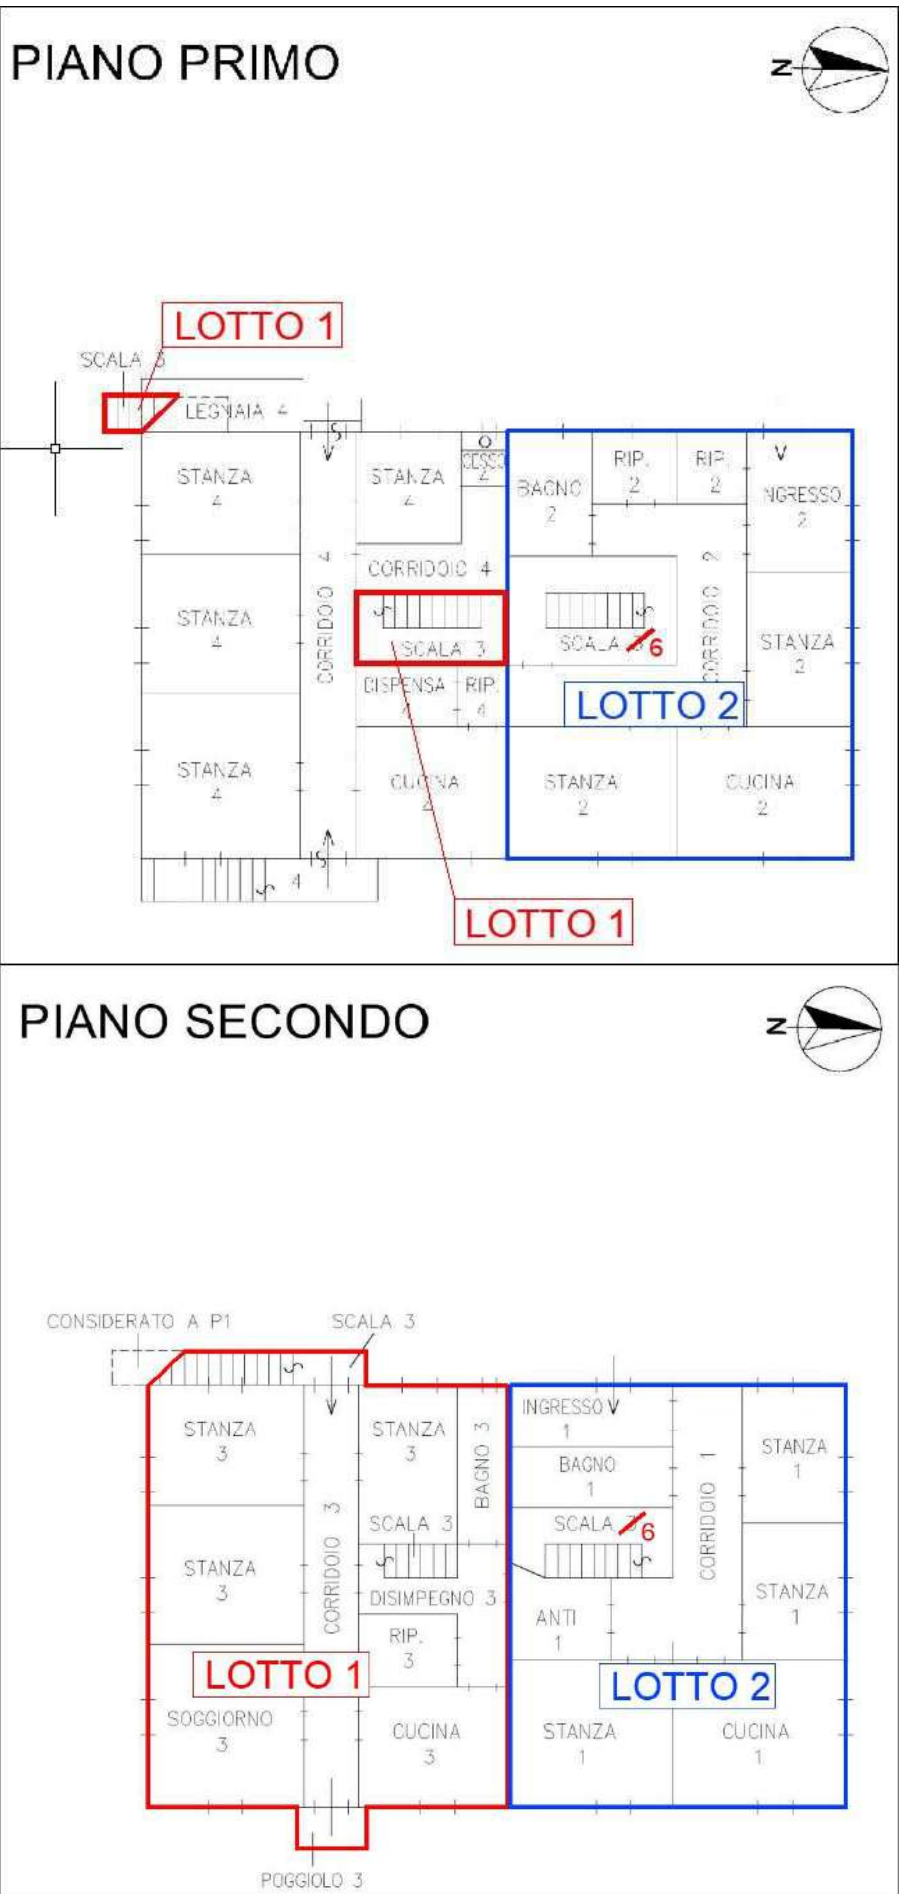 PIANO PRIMO
N
LOTTO 1
SCALA 3
LEGNAIA 4
STANZA
4
STANZA
4
CESSO
4
BAGNO
2
RIP.
2
RIP.
2
V
INGRESSO
2
CORRIDOIO 4
CORRIDOIO 4
CORRIDOIO 2
STANZA
4
SCALA 3
SCALA 3 6
STANZA
2
DISPENSA
4
RIP.
4
LOTTO 2
STANZA
4
CUCINA
4
STANZA
2
CUCINA
2
4
LOTTO 1
PIANO SECONDO
N
CONSIDERATO A P1
SCALA 3
STANZA
3
STANZA
3
BAGNO 3
INGRESSO
1
BAGNO
1
CORRIDOIO 1
STANZA
1
SCALA 3
SCALA 3 6
CORRIDOIO 3
STANZA
3
DISIMPEGNO 3
RIP.
3
ANTI
1
STANZA
1
LOTTO 1
LOTTO 2
SOGGIORNO
3
CUCINA
3
STANZA
1
CUCINA
1
POGGIOLO 3